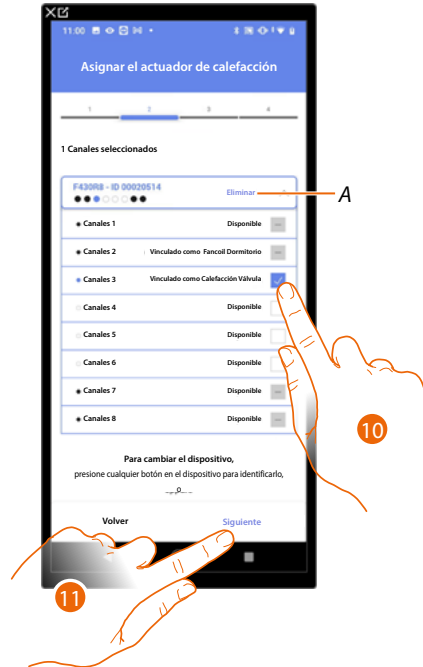 11:00
Asignar el actuador de calefacción
1 2 3 4
1 Canales seleccionados
F430R8 - ID 00020514
Eliminar
A
Canales 1 Disponible
Canales 2 Vinculado como Fancoil Dormitorio
Canales 3 Vinculado como Calefacción Válvula
Canales 4 Disponible
Canales 5 Disponible
Canales 6 Disponible
Canales 7 Disponible
Canales 8 Disponible
10
Para cambiar el dispositivo,
presione cualquier botón en el dispositivo para identificarlo,
o
Volver Siguiente
11